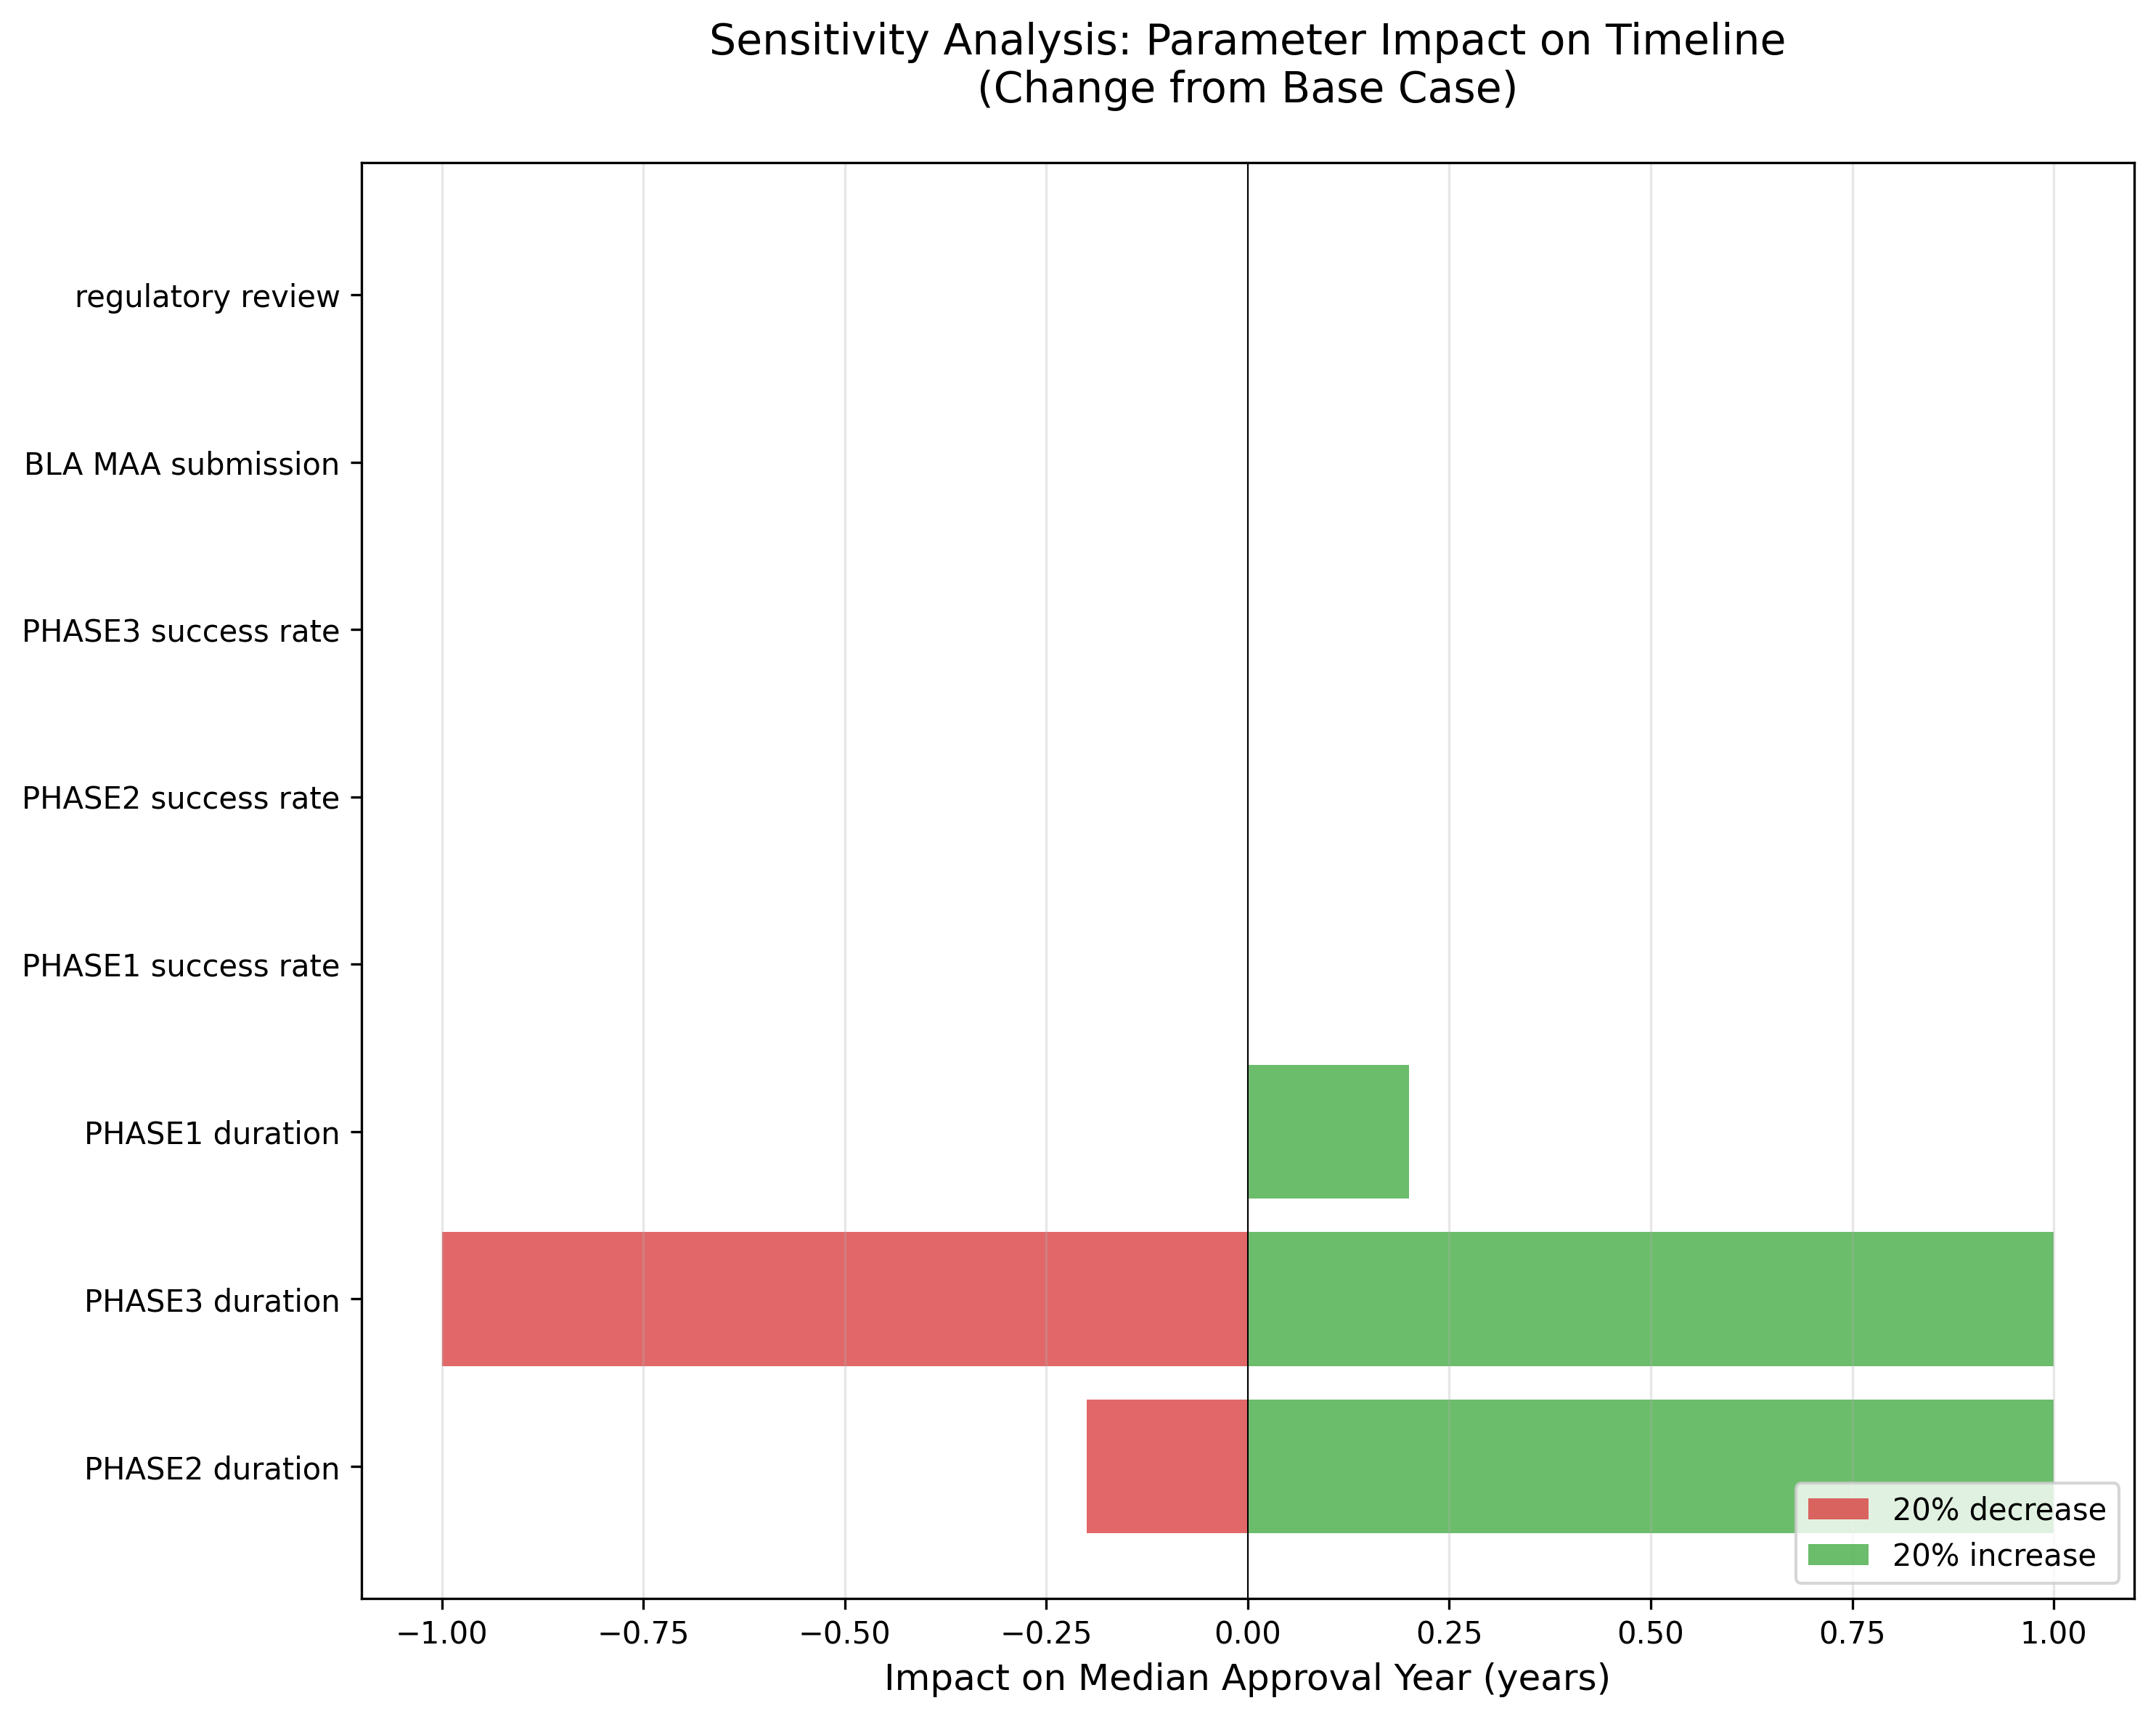 Sensitivity Analysis: Parameter Impact on Timeline
(Change from Base Case)
regulatory review
BLA MAA submission
PHASE3 success rate
PHASE2 success rate
PHASE1 success rate
PHASE1 duration
PHASE3 duration
PHASE2 duration
20% decrease
20% increase
−1.00
−0.75
−0.50
−0.25
0.00
0.25
0.50
0.75
1.00
Impact on Median Approval Year (years)